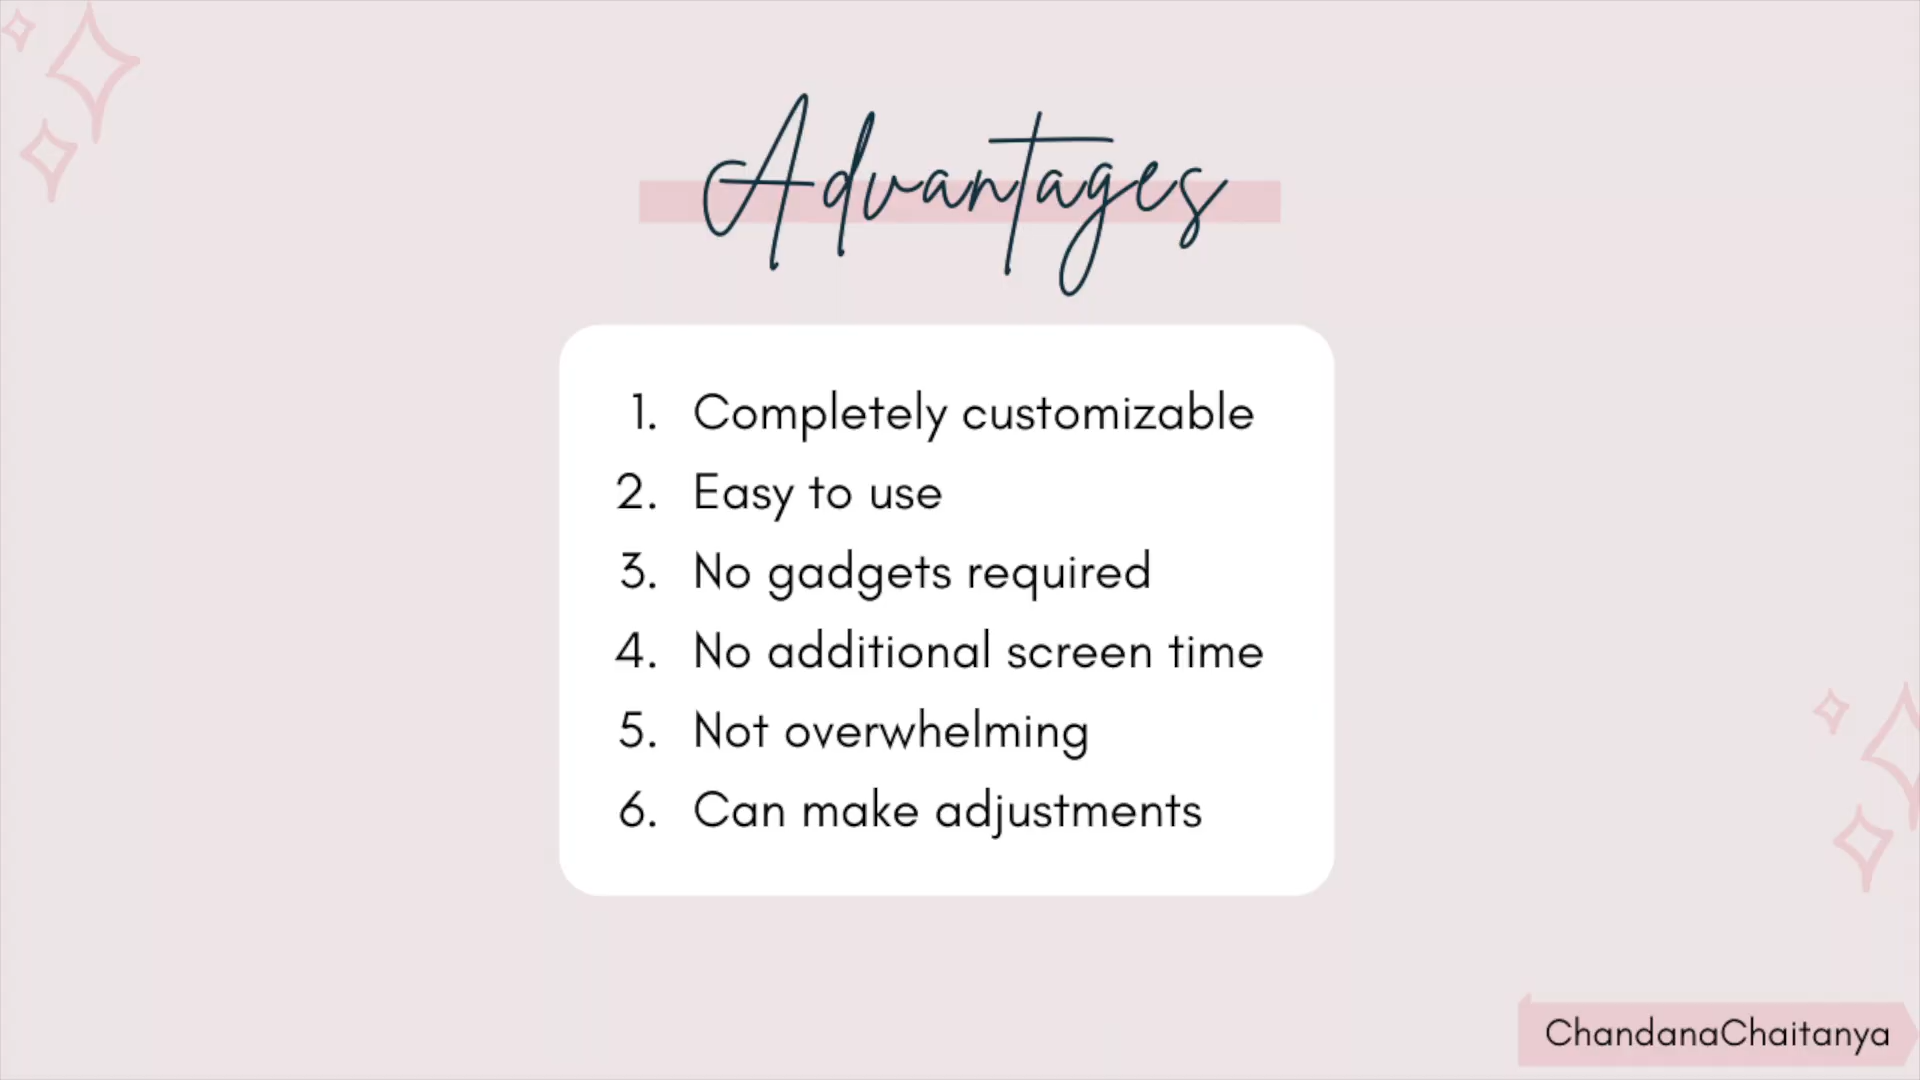 Advantages
1. Completely customizable
2. Easy to use
3. No gadgets required
4. No additional screen time
5. Not overwhelming
6. Can make adjustments
ChandanaChaitanya